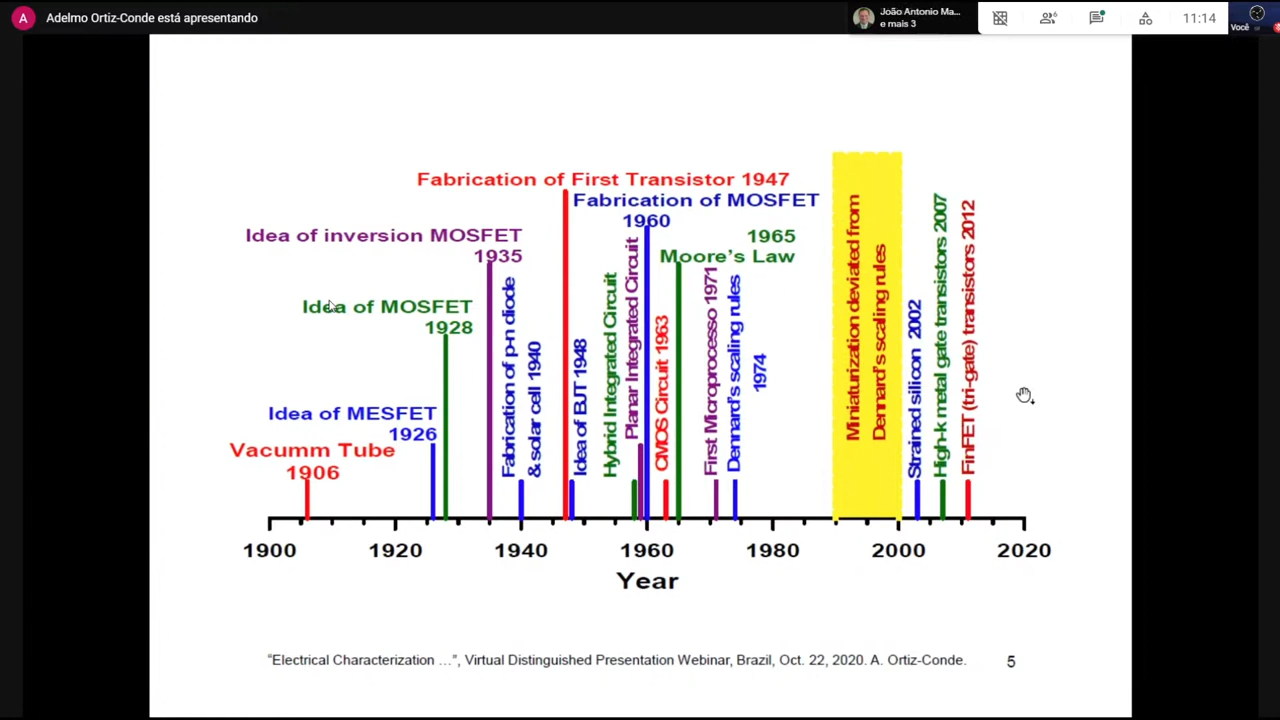 A
Adelmo Ortiz-Conde está apresentando
João Antonio Ma...
e mais 3
6
11:14
Você
Fabrication of First Transistor 1947
Fabrication of MOSFET
1960
Idea of inversion MOSFET
1935
1965
Moore's Law
Idea of MOSFET
1928
Idea of MESFET
1926
Vacumm Tube
1906
Fabrication of p-n diode
& solar cell 1940
Idea of BJT 1948
Hybrid Integrated Circuit
Planar Integrated Circuit
CMOS Circuit 1963
First Microprocesso 1971
Dennard's scaling rules
1974
Miniaturization deviated from
Dennard's scaling rules
Strained silicon 2002
High-k metal gate transistors 2007
FinFET (tri-gate) transistors 2012
1900 1920 1940 1960 1980 2000 2020
Year
“Electrical Characterization ...”, Virtual Distinguished Presentation Webinar, Brazil, Oct. 22, 2020. A. Ortiz-Conde.
5